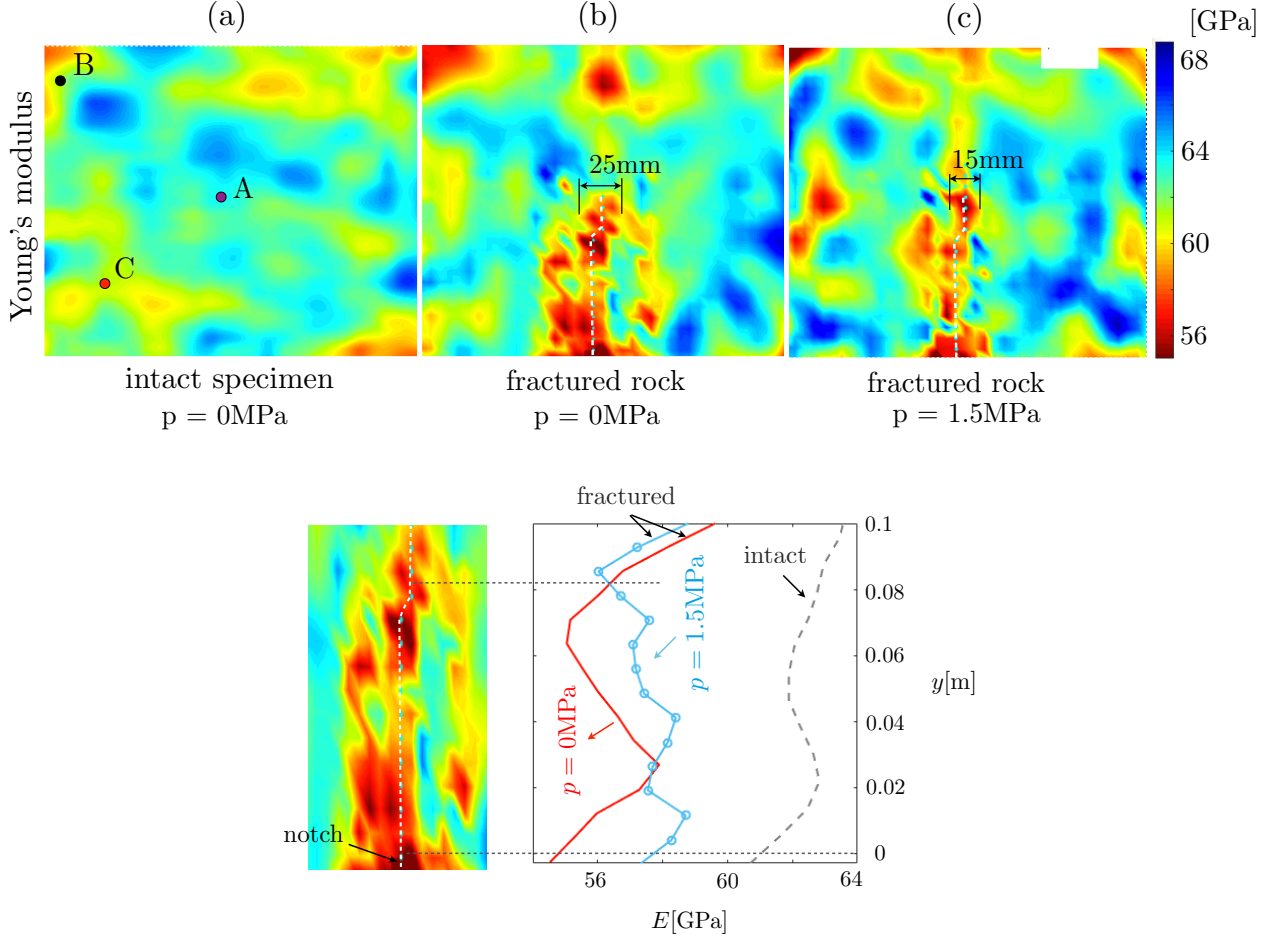 (a)
(b)
(c)
[GPa]
Young's modulus
B
A
C
25mm
15mm
68
64
60
56
intact specimen
p = 0MPa
fractured rock
p = 0MPa
fractured rock
p = 1.5MPa
fractured
intact
notch
p = 0MPa
p = 1.5MPa
0.1
0.08
0.06
0.04
0.02
0
y[m]
56
60
64
E[GPa]